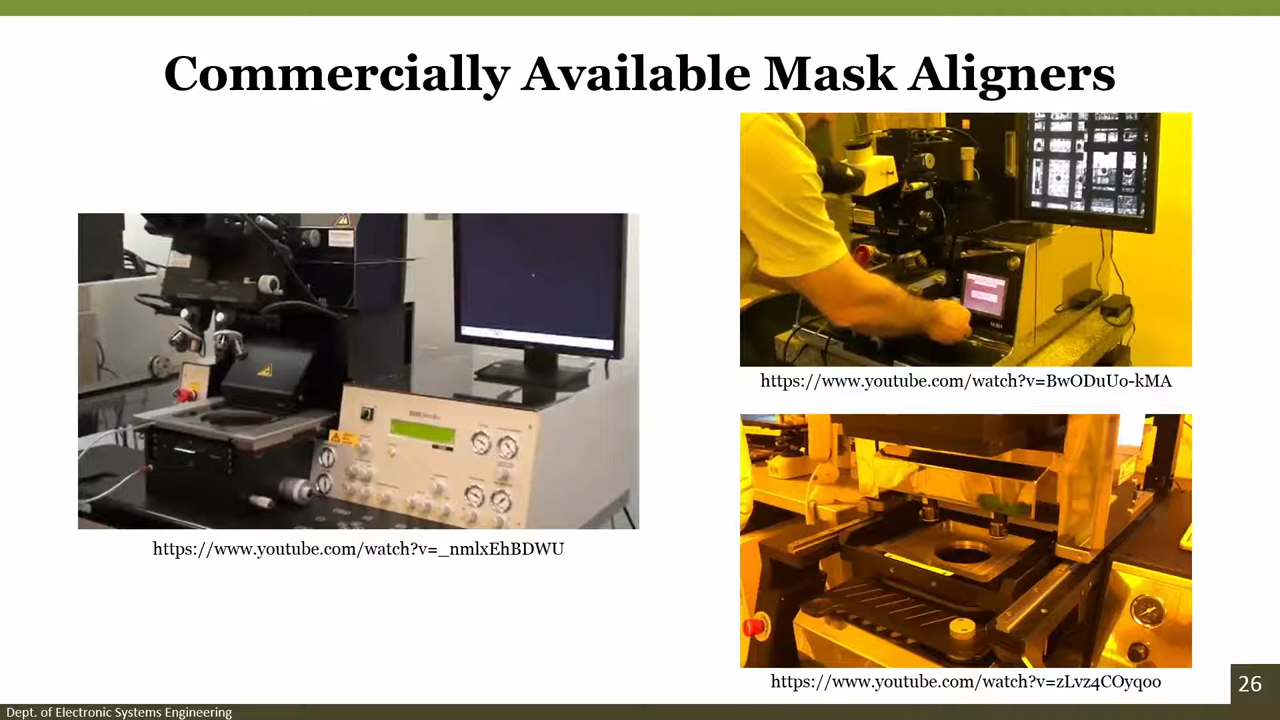 Commercially Available Mask Aligners
https://www.youtube.com/watch?v=BwODuUo-kMA
https://www.youtube.com/watch?v=_nmlxEhBDWU
https://www.youtube.com/watch?v=zLvz4COyqoo
26
Dept. of Electronic Systems Engineering